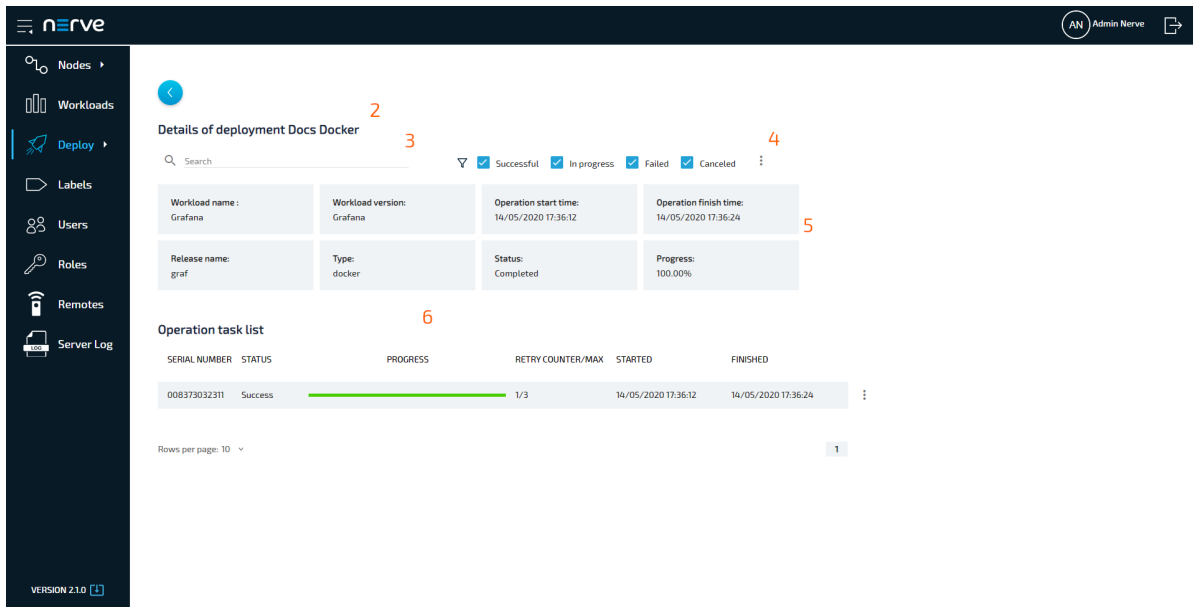 nerve
AN Admin Nerve
Nodes
Workloads
Deploy
Labels
Users
Roles
Remotes
LOG Server Log
VERSION 2.1.0
2
Details of deployment Docs Docker
3
4
Search
Successful In progress Failed Canceled
Workload name : Workload version: Operation start time: Operation finish time:
Grafana Grafana 14/05/2020 17:36:12 14/05/2020 17:36:24
5
Release name: Type: Status: Progress:
graf docker Completed 100.00%
6
Operation task list
SERIAL NUMBER STATUS PROGRESS RETRY COUNTER/MAX STARTED FINISHED
008373032311 Success 1/3 14/05/2020 17:36:12 14/05/2020 17:36:24
Rows per page: 10 1